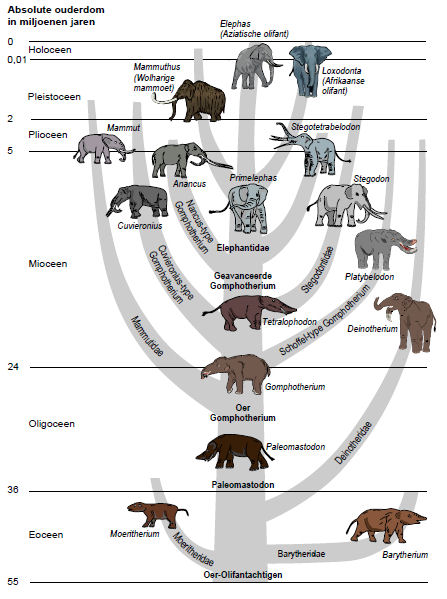 Absolute ouderdom
in miljoenen jaren
Elephas
(Aziatische olifant)
0
Holoceen
0,01
Mammuthus
(Wolharige
mammoet)
Loxodonta
(Afrikaanse
olifant)
Pleistoceen
2
Plioceen
Mammut
Stegotetrabelodon
5
Anancus
Primelephas
Stegodon
Cuvieronius
Nancus-type
Gomphotherium
Elephantidae
Mioceen
Cuvieronius-type
Gomphotherium
Geavanceerde
Gomphotherium
Stegodontidae
Platybelodon
Mammutidae
Tetralophodon
Schoffel-type Gomphotherium
Deinotherium
24
Gomphotherium
Oer
Gomphotherium
Oligoceen
Paleomastodon
Deinotheridae
Paleomastodon
36
Moeritherium
Moeritheridae
Eoceen
Barytheridae
Barytherium
Oer-Olifantachtigen
55